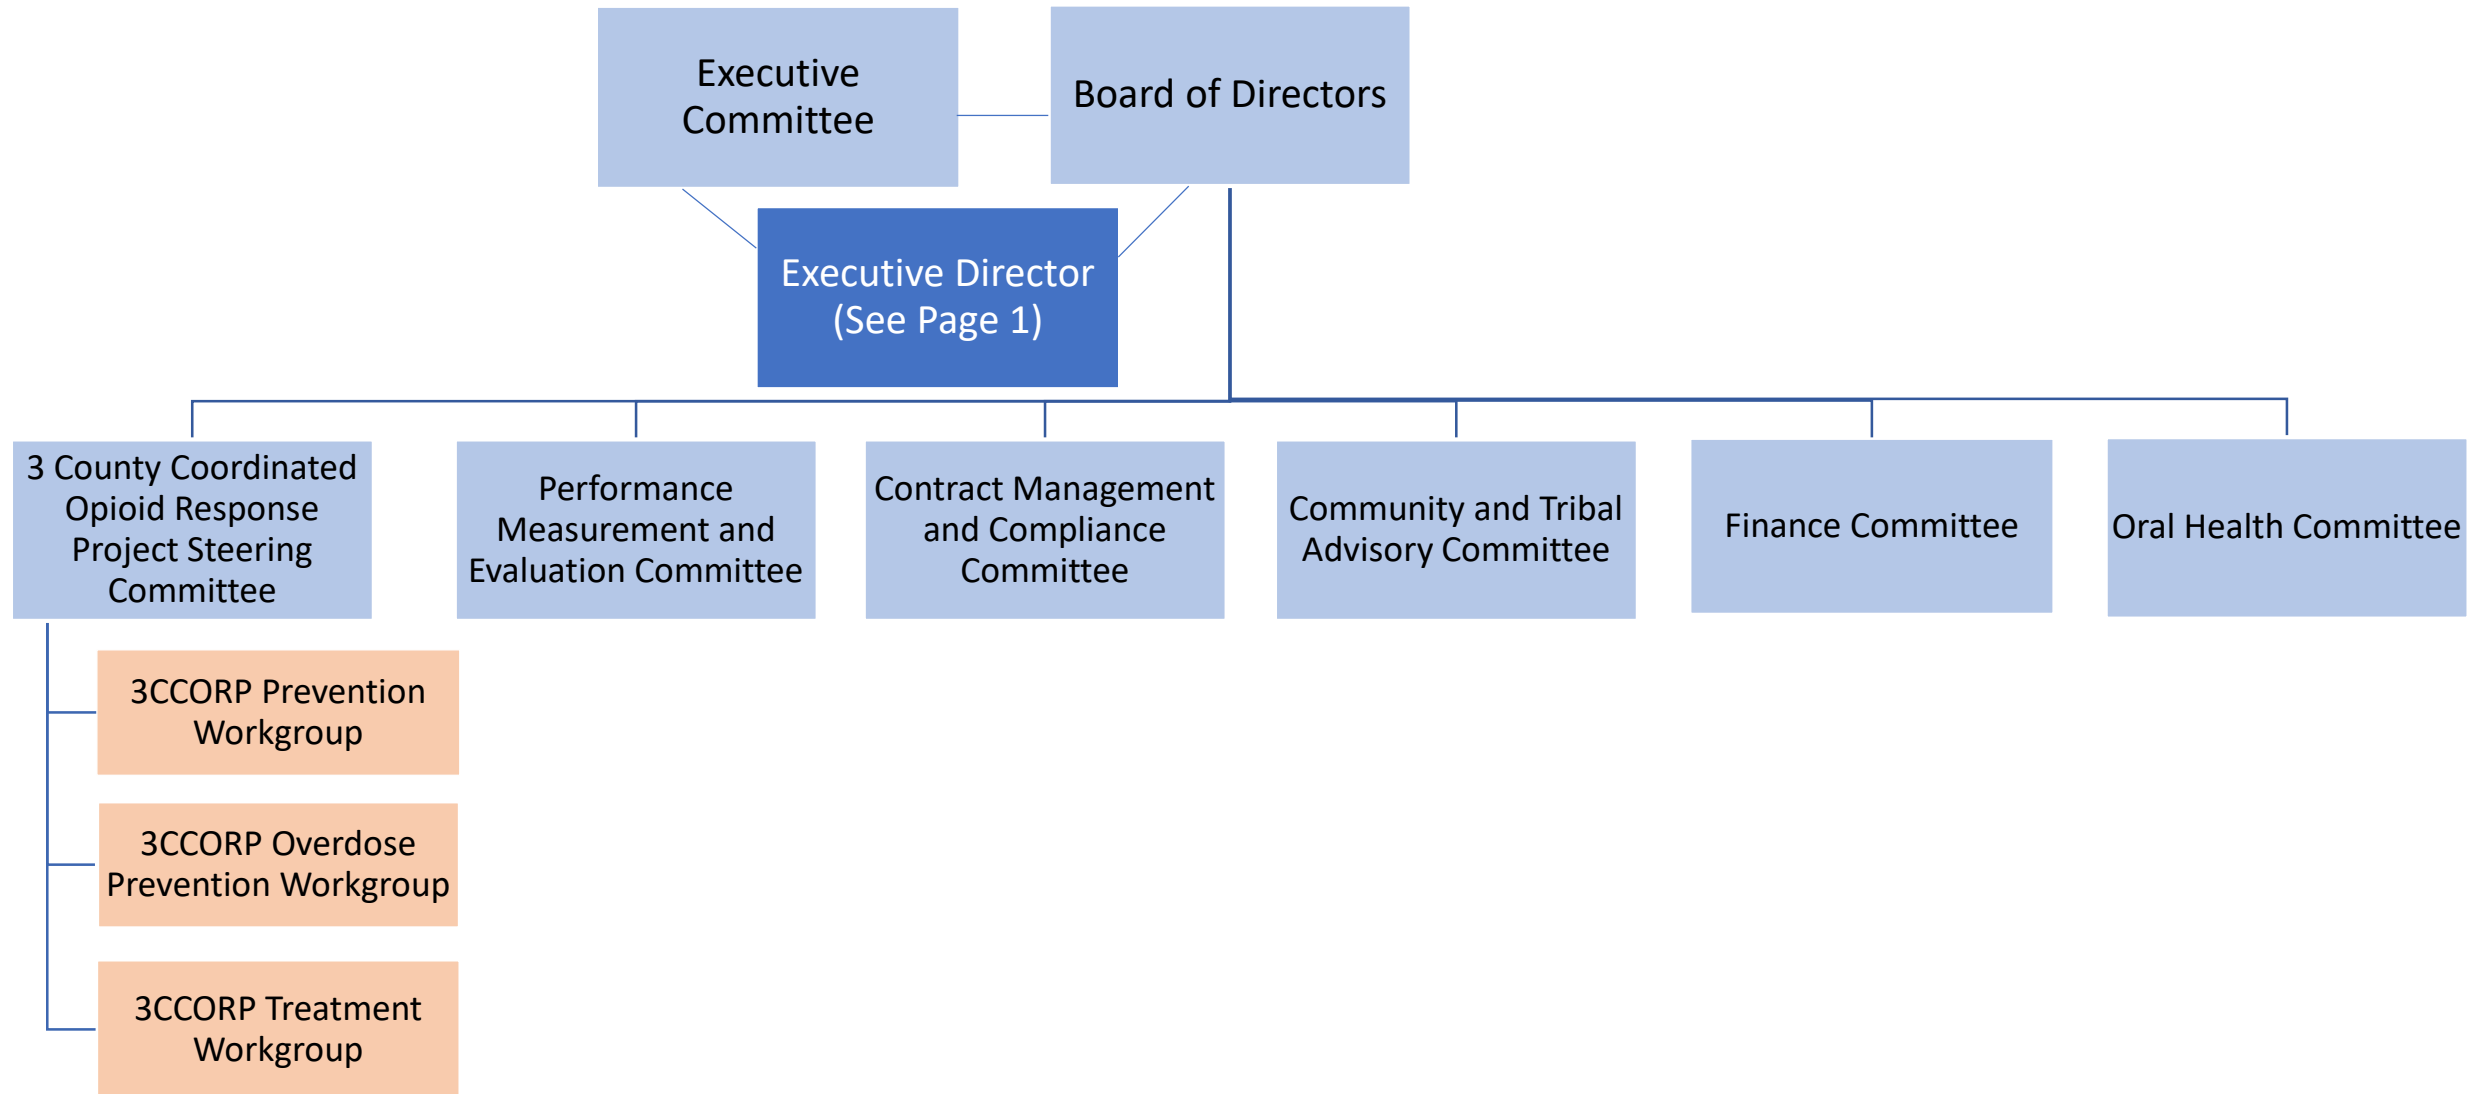 Executive
Committee
Board of Directors
Executive Director
(See Page 1)
3 County Coordinated
Opioid Response
Project Steering
Committee
Performance
Measurement and
Evaluation Committee
Contract Management
and Compliance
Committee
Community and Tribal
Advisory Committee
Finance Committee
Oral Health Committee
3CCORP Prevention
Workgroup
3CCORP Overdose
Prevention Workgroup
3CCORP Treatment
Workgroup